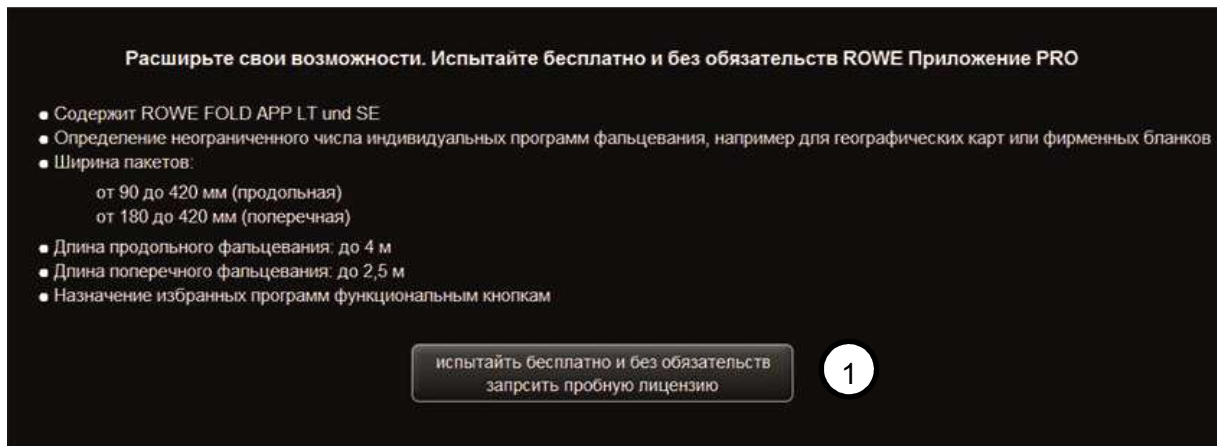 Расширьте свои возможности. Испытайте бесплатно и без обязательств ROWE Приложение PRO
• Содержит ROWE FOLD APP LT und SE
• Определение неограниченного числа индивидуальных программ фальцевания, например для географических карт или фирменных бланков
• Ширина пакетов:
от 90 до 420 мм (продольная)
от 180 до 420 мм (поперечная)
• Длина продольного фальцевания: до 4 м
• Длина поперечного фальцевания: до 2,5 м
• Назначение избранных программ функциональным кнопкам
испытайть бесплатно и без обязательств
запрсить пробную лицензию
1